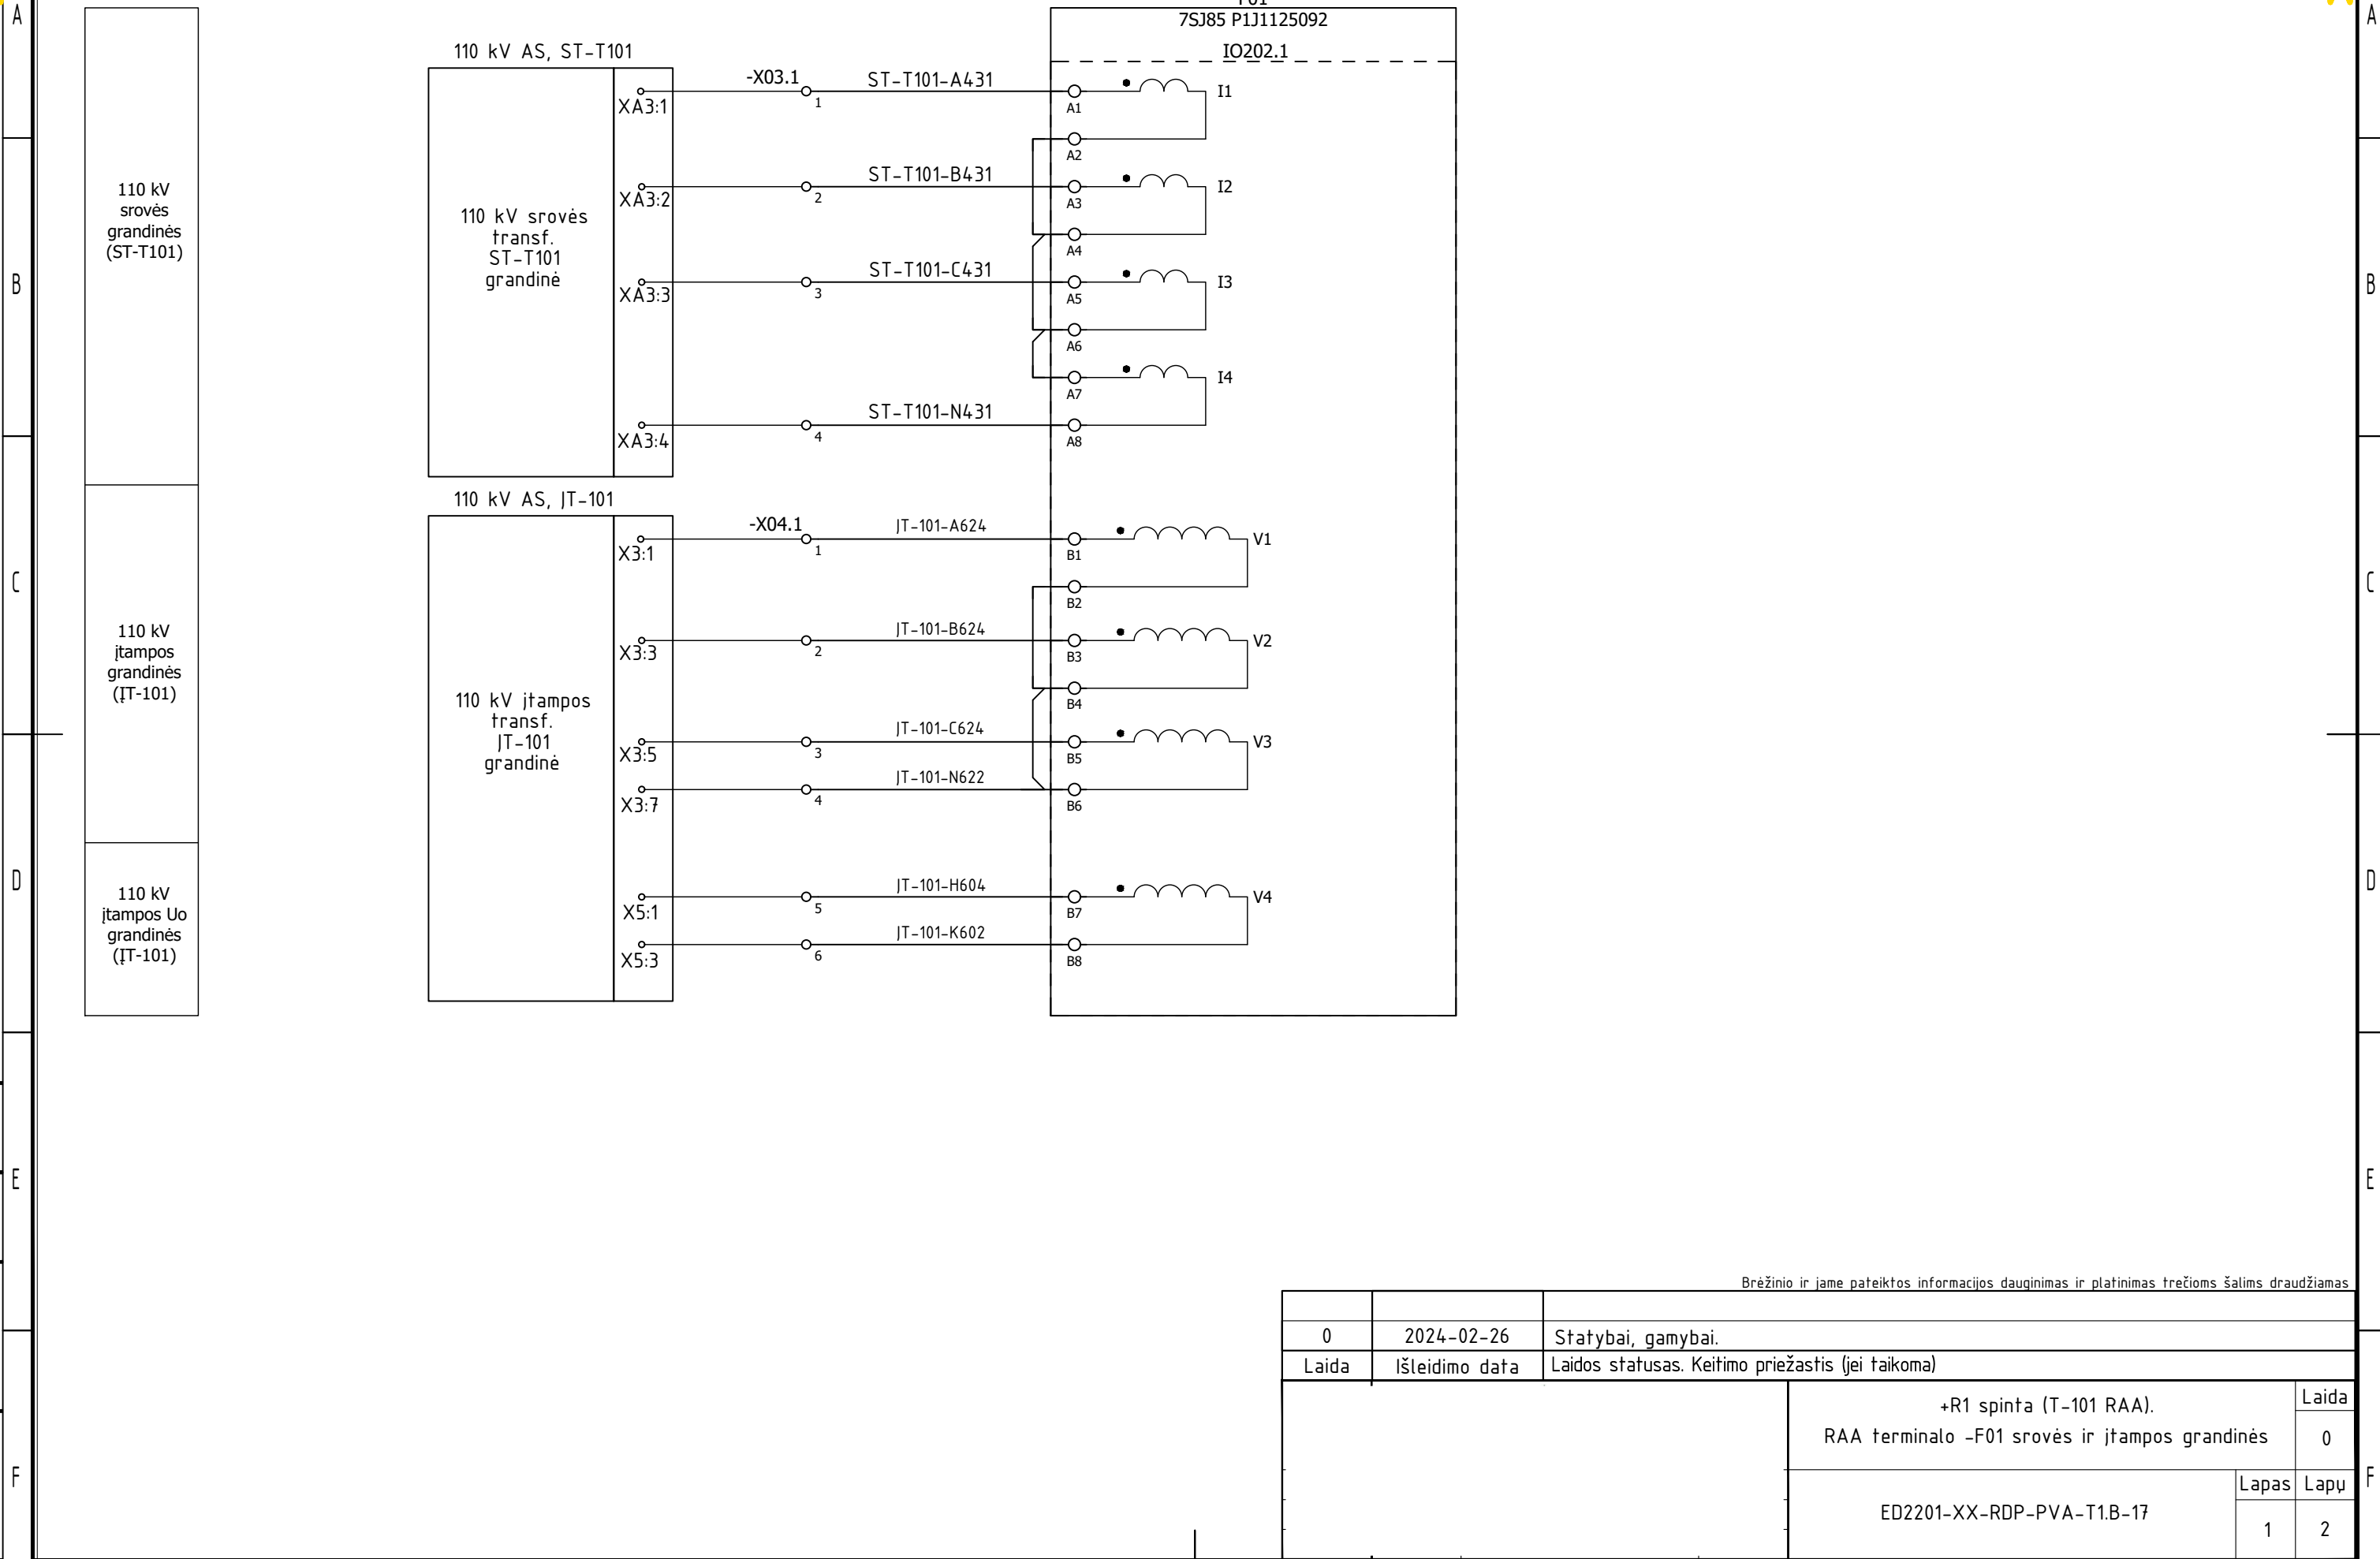 A
A
7SJ85 P1J1125092
IO202.1
110 kV AS, ST-T101
110 kV
srovės
grandinės
(ST-T101)
110 kV srovės
transf.
ST-T101
grandinė
XA3:1
XA3:2
XA3:3
XA3:4
-X03.1
1
2
3
4
ST-T101-A431
ST-T101-B431
ST-T101-C431
ST-T101-N431
A1
A2
A3
A4
A5
A6
A7
A8
I1
I2
I3
I4
B
B
110 kV AS, ĮT-101
110 kV
įtampos
grandinės
(ĮT-101)
110 kV įtampos
transf.
ĮT-101
grandinė
X3:1
X3:3
X3:5
X3:7
X5:1
X5:3
-X04.1
1
2
3
4
5
6
ĮT-101-A624
ĮT-101-B624
ĮT-101-C624
ĮT-101-N622
ĮT-101-H604
ĮT-101-K602
B1
B2
B3
B4
B5
B6
B7
B8
V1
V2
V3
V4
C
C
110 kV
įtampos Uo
grandinės
(ĮT-101)
D
D
E
E
F
F
Brėžinio ir jame pateiktos informacijos dauginimas ir platinimas trečioms šalims draudžiamas
0 2024-02-26 Statybai, gamybai.
Laida Išleidimo data Laidos statusas. Keitimo priežastis (jei taikoma)
+R1 spinta (T-101 RAA).
RAA terminalo -F01 srovės ir įtampos grandinės
Laida
0
ED2201-XX-RDP-PVA-T1.B-17
Lapas Lapų
1 2